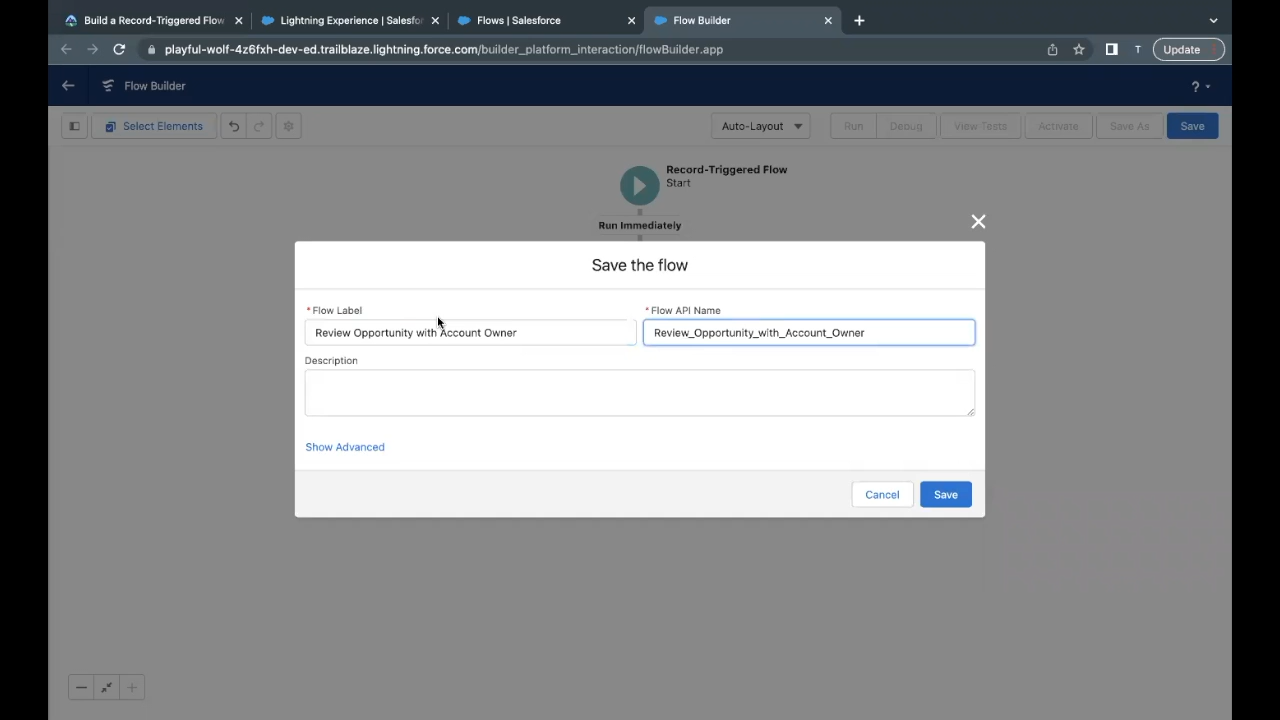 Build a Record-Triggered Flow
Lightning Experience | Salesfor
Flows | Salesforce
Flow Builder
playful-wolf-4z6fxh-dev-ed.trailblaze.lightning.force.com/builder_platform_interaction/flowBuilder.app
T
Update
Flow Builder
?
Select Elements
Auto-Layout
Run
Debug
View Tests
Activate
Save As
Save
Record-Triggered Flow
Start
Run Immediately
Save the flow
* Flow Label
* Flow API Name
Review Opportunity with Account Owner
Review_Opportunity_with_Account_Owner
Description
Show Advanced
Cancel
Save